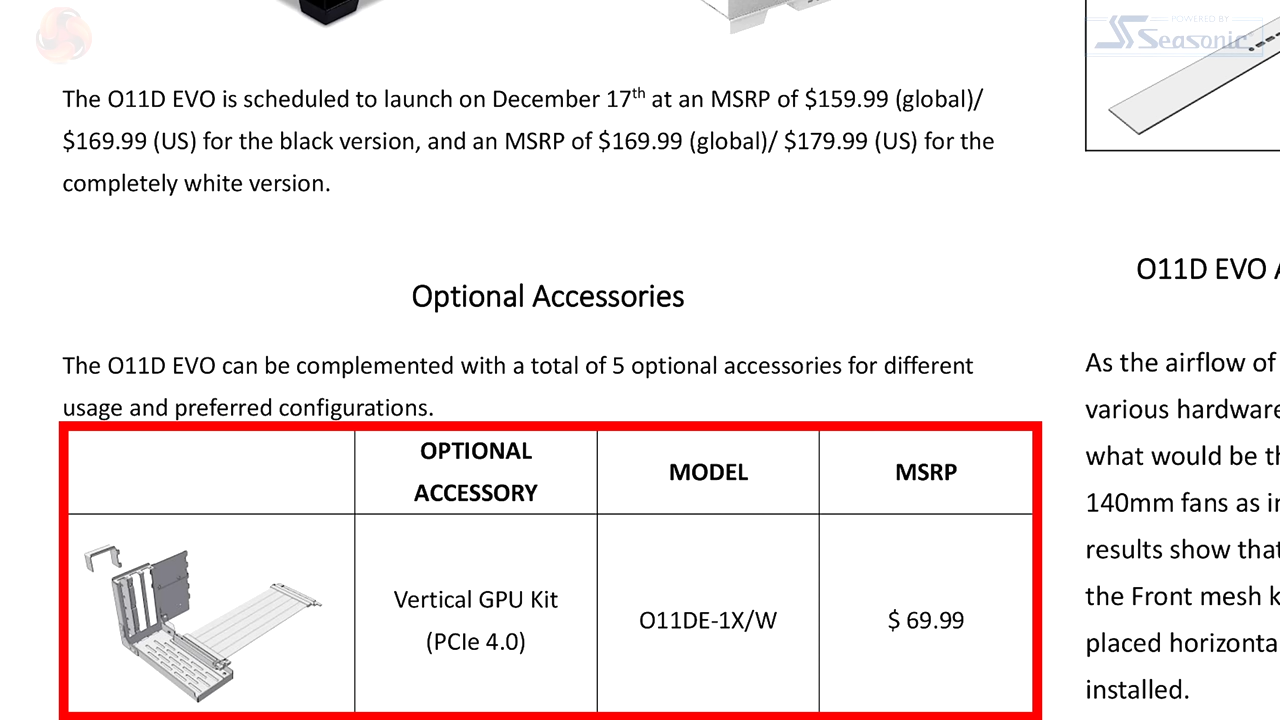 POWERED BY
Seasonic
The O11D EVO is scheduled to launch on December 17th at an MSRP of $159.99 (global)/
$169.99 (US) for the black version, and an MSRP of $169.99 (global)/ $179.99 (US) for the
completely white version.
Optional Accessories
The O11D EVO can be complemented with a total of 5 optional accessories for different
usage and preferred configurations.
OPTIONAL
ACCESSORY
MODEL
MSRP
Vertical GPU Kit
(PCIe 4.0)
O11DE-1X/W
$ 69.99
O11D EVO
As the airflow of
various hardware
what would be
140mm fans as
results show that
the Front mesh
placed
installed.